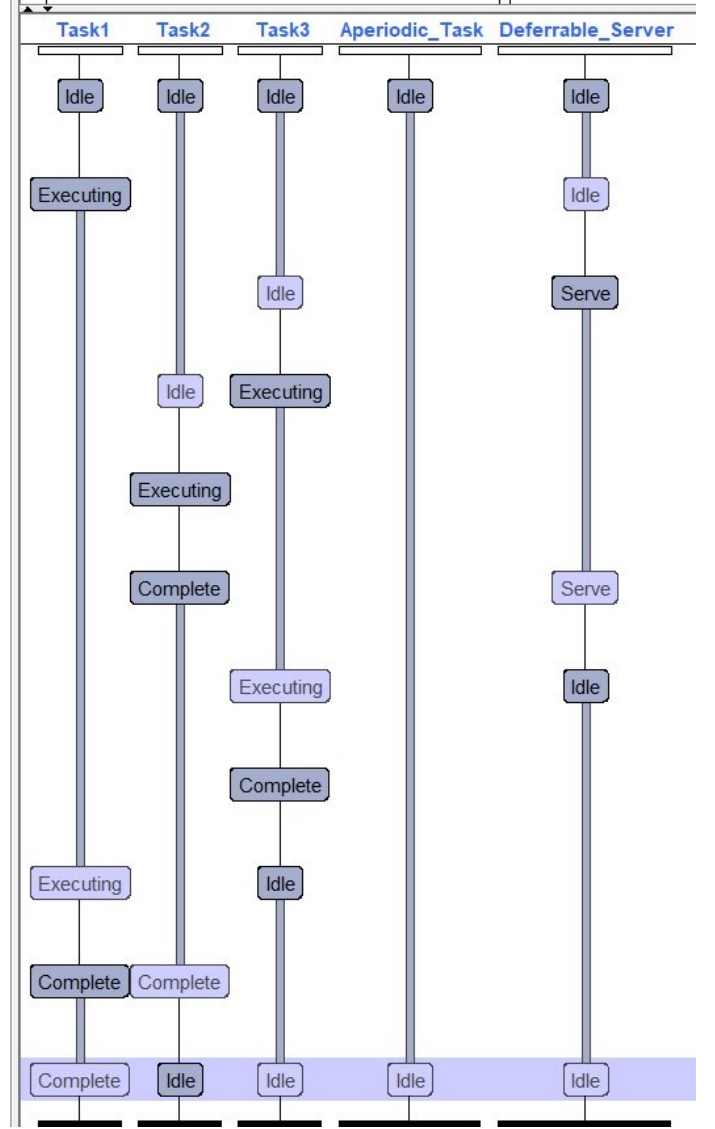 Task1 Task2 Task3 Aperiodic_Task Deferrable_Server
Idle Idle Idle Idle Idle
Executing Idle
Idle Serve
Idle Executing
Executing
Complete Serve
Executing Idle
Complete
Executing Idle
Complete Complete
Complete Idle Idle Idle Idle